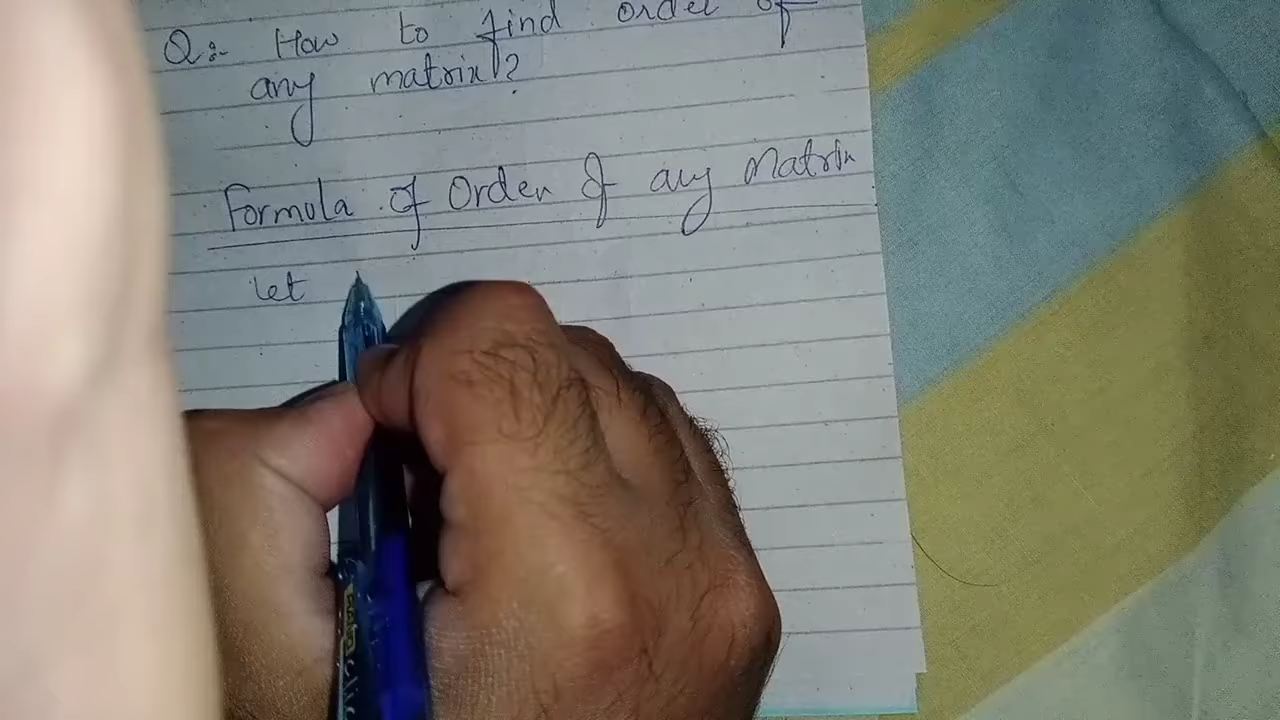 Q:- How to find order of
any matrix?
Formula of Order of any Matrix
let